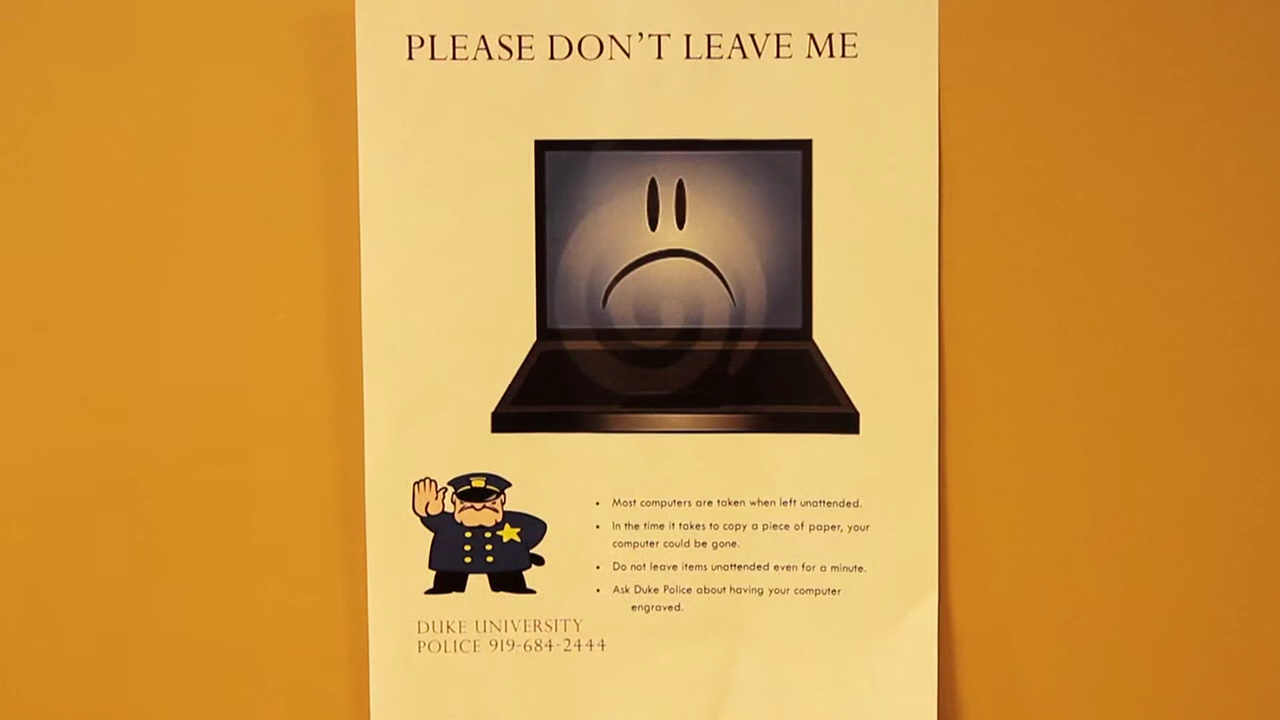 PLEASE DON'T LEAVE ME
• Most computers are taken when left unattended.
• In the time it takes to copy a piece of paper, your
computer could be gone.
• Do not leave items unattended even for a minute.
• Ask Duke Police about having your computer
engraved.
DUKE UNIVERSITY
POLICE 919-684-2444